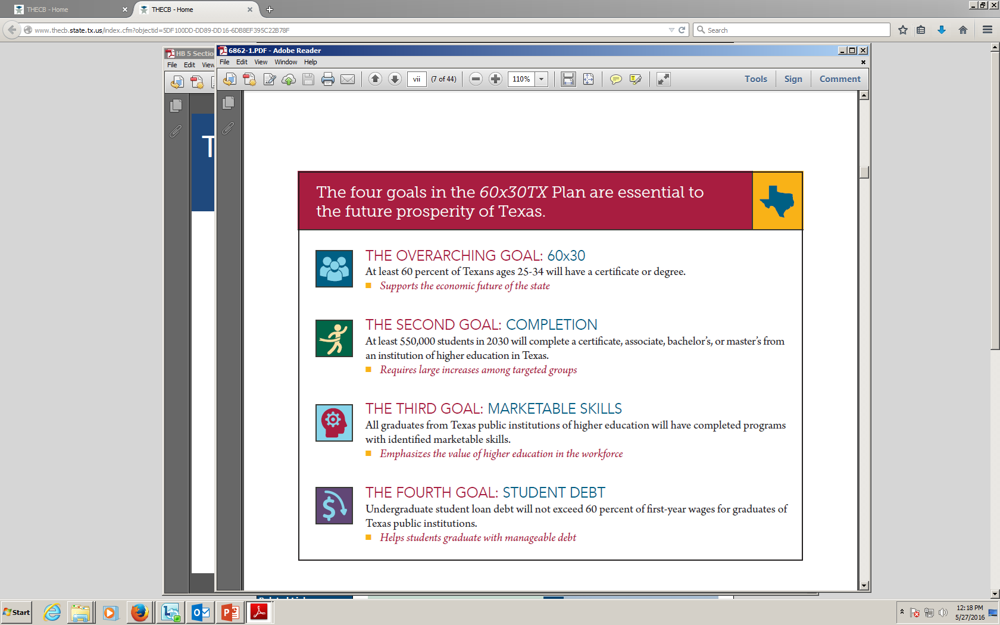 THECB - Home
THECB - Home
www.thecb.state.tx.us/index.cfm?objectid=5DF100DD-DD89-DD16-6DB8EF395C22B78F
Search
HB 5 Sectio
File Edit View
T
6862-1.PDF - Adobe Reader
File Edit View Window Help
vii (7 of 44) 110% Tools Sign Comment
The four goals in the 60x30TX Plan are essential to
the future prosperity of Texas.
THE OVERARCHING GOAL: 60x30
At least 60 percent of Texans ages 25-34 will have a certificate or degree.
Supports the economic future of the state
THE SECOND GOAL: COMPLETION
At least 550,000 students in 2030 will complete a certificate, associate, bachelor's, or master's from
an institution of higher education in Texas.
Requires large increases among targeted groups
THE THIRD GOAL: MARKETABLE SKILLS
All graduates from Texas public institutions of higher education will have completed programs
with identified marketable skills.
Emphasizes the value of higher education in the workforce
THE FOURTH GOAL: STUDENT DEBT
Undergraduate student loan debt will not exceed 60 percent of first-year wages for graduates of
Texas public institutions.
Helps students graduate with manageable debt
Start
12:18 PM
5/27/2016